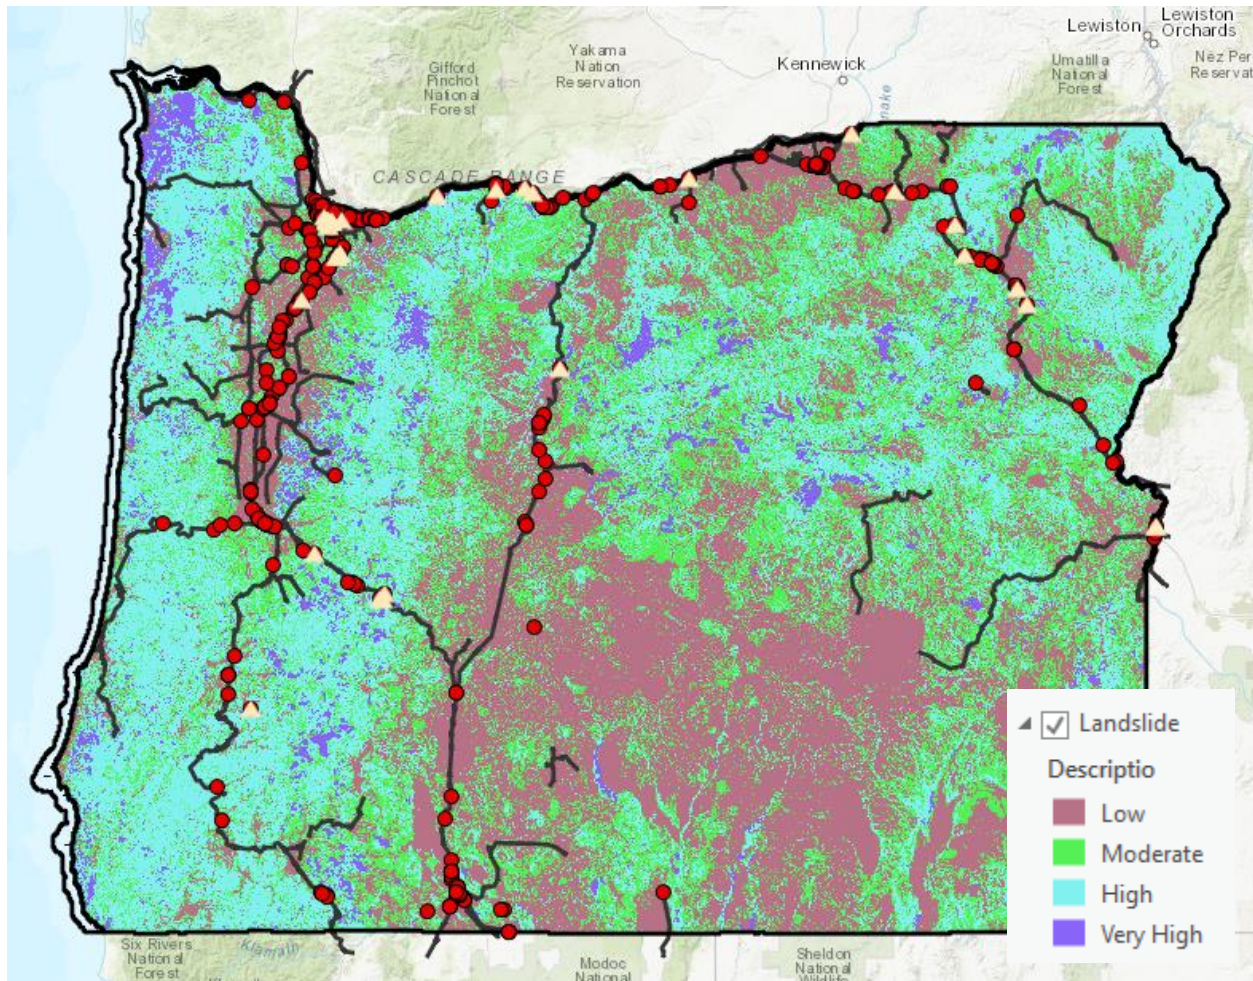 Lewiston
Lewiston
Orchards
Yakama
Nation
Reservation
Gifford
Pinchot
National
Forest
Kennewick
Umatilla
National
Forest
Nez Per
Reservat
nake
CASCADE RANGE
Landslide
Descriptio
Low
Moderate
High
Very High
Six Rivers
National
Forest
Klamath
Modoc
National
Sheldon
National